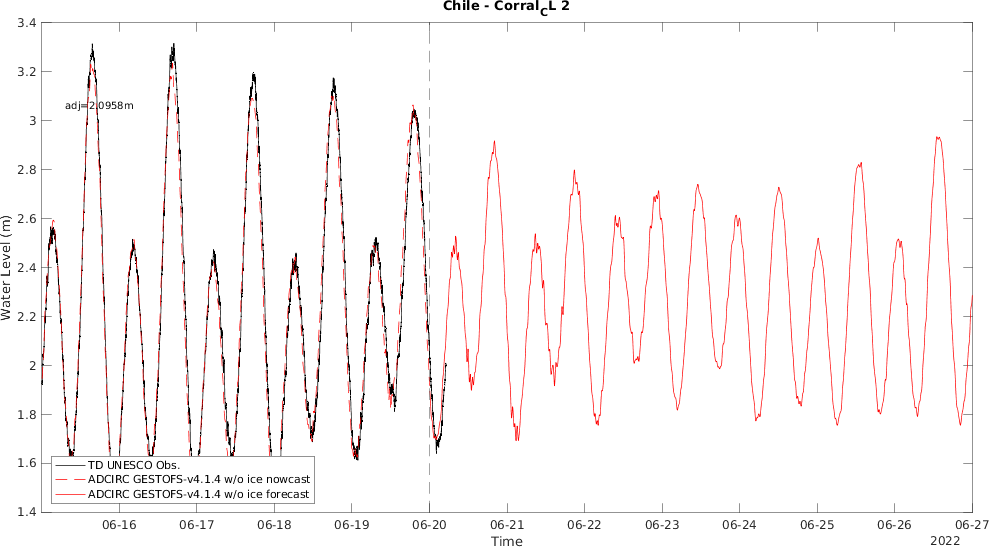 Chile - Corral_CL 2
3.4
3.2
3
2.8
2.6
2.4
2.2
2
1.8
1.6
1.4
Water Level (m)
adj=2.0958m
TD UNESCO Obs.
ADCIRC GESTOFS-v4.1.4 w/o ice nowcast
ADCIRC GESTOFS-v4.1.4 w/o ice forecast
06-16 06-17 06-18 06-19 06-20 06-21 06-22 06-23 06-24 06-25 06-26 06-27
Time
2022